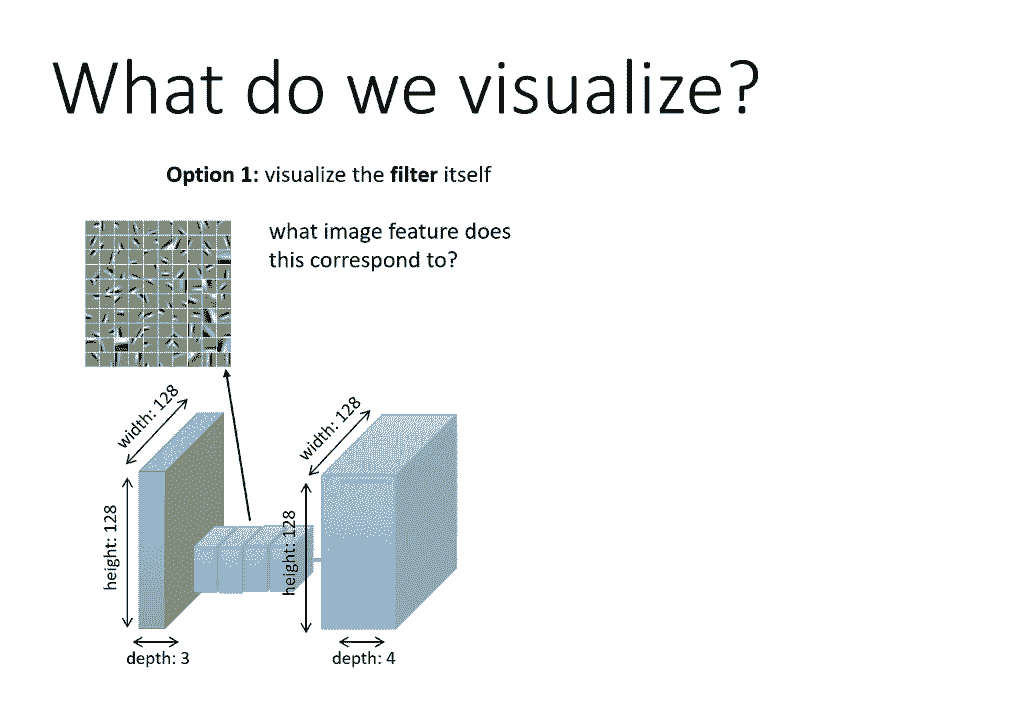 What do we visualize?
Option 1: visualize the filter itself
what image feature does
this correspond to?
width: 128
height: 128
depth: 3
width: 128
height: 128
depth: 4